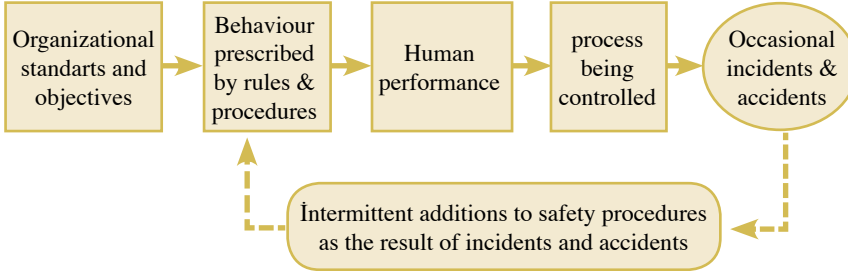 Organizational
standarts and
objectives
Behaviour
prescribed
by rules &
procedures
Human
performance
process
being
controlled
Occasional
incidents &
accidents
İntermittent additions to safety procedures
as the result of incidents and accidents